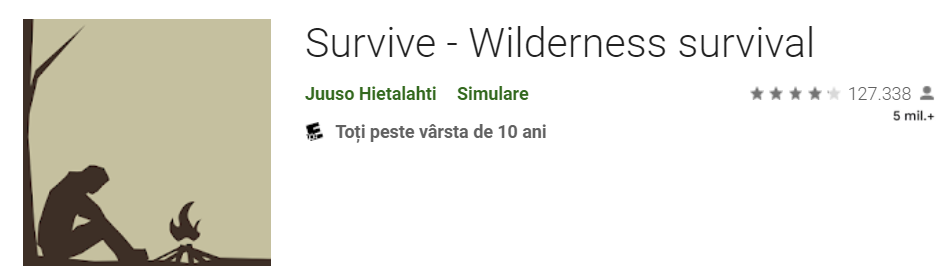 Survive - Wilderness survival
Juuso Hietalahti Simulare 127.338
5 mil.+
Toți peste vârsta de 10 ani